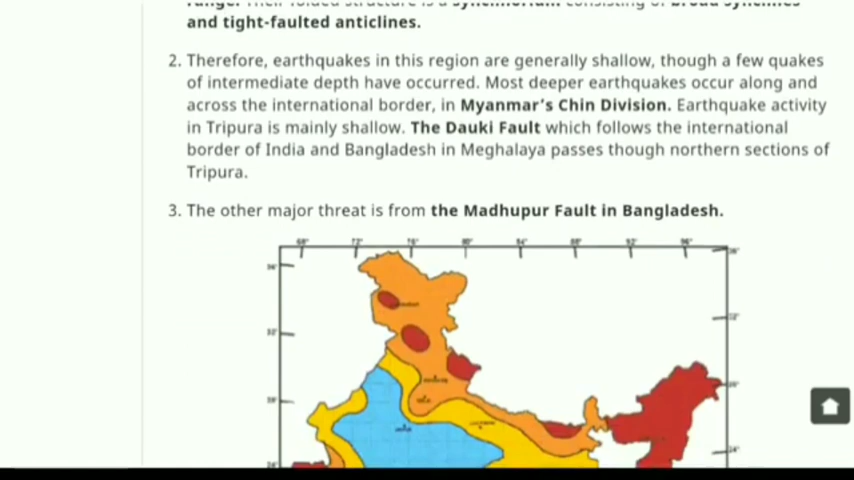 and tight-faulted anticlines.
2. Therefore, earthquakes in this region are generally shallow, though a few quakes
of intermediate depth have occurred. Most deeper earthquakes occur along and
across the international border, in Myanmar's Chin Division. Earthquake activity
in Tripura is mainly shallow. The Dauki Fault which follows the international
border of India and Bangladesh in Meghalaya passes though northern sections of
Tripura.
3. The other major threat is from the Madhupur Fault in Bangladesh.